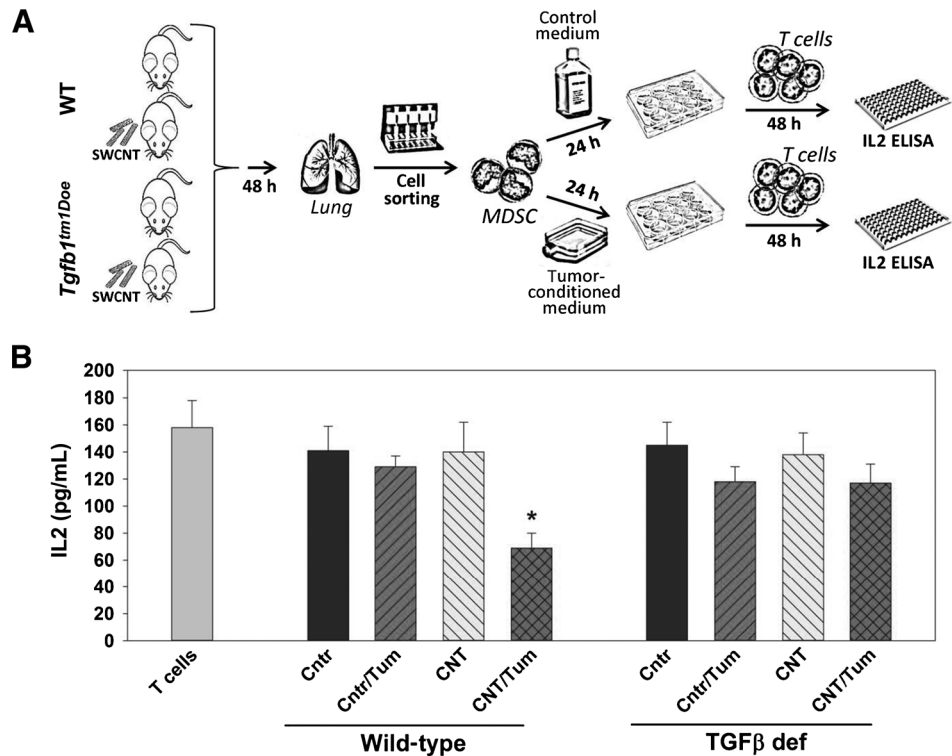 A
WT
SWCNT
Tgfb1tm1Doe
SWCNT
48 h
Lung
Cell
sorting
MDSC
Control
medium
24 h
24 h
Tumor-
conditioned
medium
T cells
48 h
IL2 ELISA
T cells
48 h
IL2 ELISA
B
IL2 (pg/mL)
200
180
160
140
120
100
80
60
40
20
0
*
T cells
Cntr
Cntr/Tum
CNT
CNT/Tum
Cntr
Cntr/Tum
CNT
CNT/Tum
Wild-type
TGFβ def